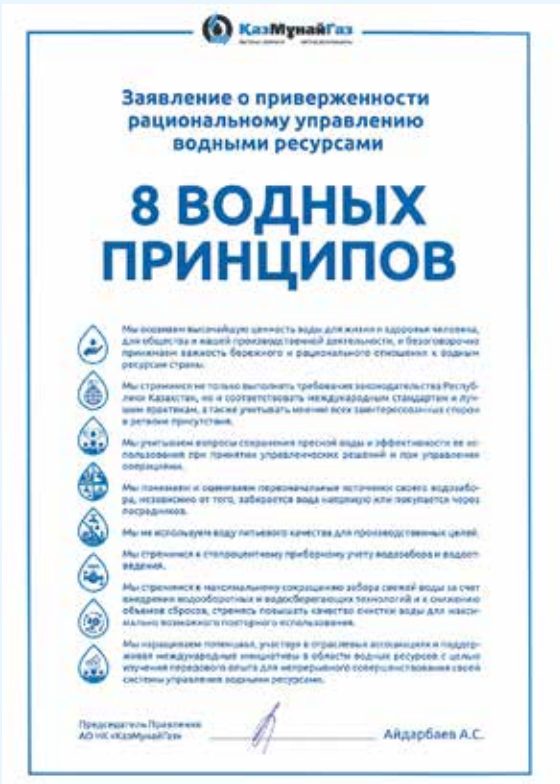 КазМунайГаз
Заявление о приверженности
рациональному управлению
водными ресурсами
8 ВОДНЫХ
ПРИНЦИПОВ
Мы осознаем высочайшую ценность воды для жизни и здоровья человека,
для общества и нашей производственной деятельности, и безоговорочно
принимаем важность бережного и рационального отношения к водным
ресурсам страны.
Мы стремимся не только выполнять требования законодательства Респуб-
лики Казахстан, но и соответствовать международным стандартам и луч-
шим практикам, а также учитывать мнение всех заинтересованных сторон
в регионе присутствия.
Мы учитываем вопросы сохранения пресной воды и эффективности ее ис-
пользования при принятии управленческих решений и при управлении
операциями.
Мы понимаем и оцениваем первоначальные источники своего водозабо-
ра, независимо от того, забирается вода напрямую или покупается через
посредников.
Мы не используем воду питьевого качества для производственных целей.
Мы стремимся к стопроцентному приборному учету водозабора и водоот-
ведения.
Мы стремимся к максимальному сокращению забора свежей воды за счет
внедрения водооборотных и водосберегающих технологий и к снижению
объемов сбросов, стремясь повышать качество очистки воды для макси-
мально возможного повторного использования.
Мы наращиваем потенциал, участвуя в отраслевых ассоциациях и поддер-
живая международные инициативы в области водных ресурсов с целью
изучения передового опыта для непрерывного совершенствования своей
системы управления водными ресурсами.
Председатель Правления
АО НК «КазМунайГаз»
Айдарбаев А.С.